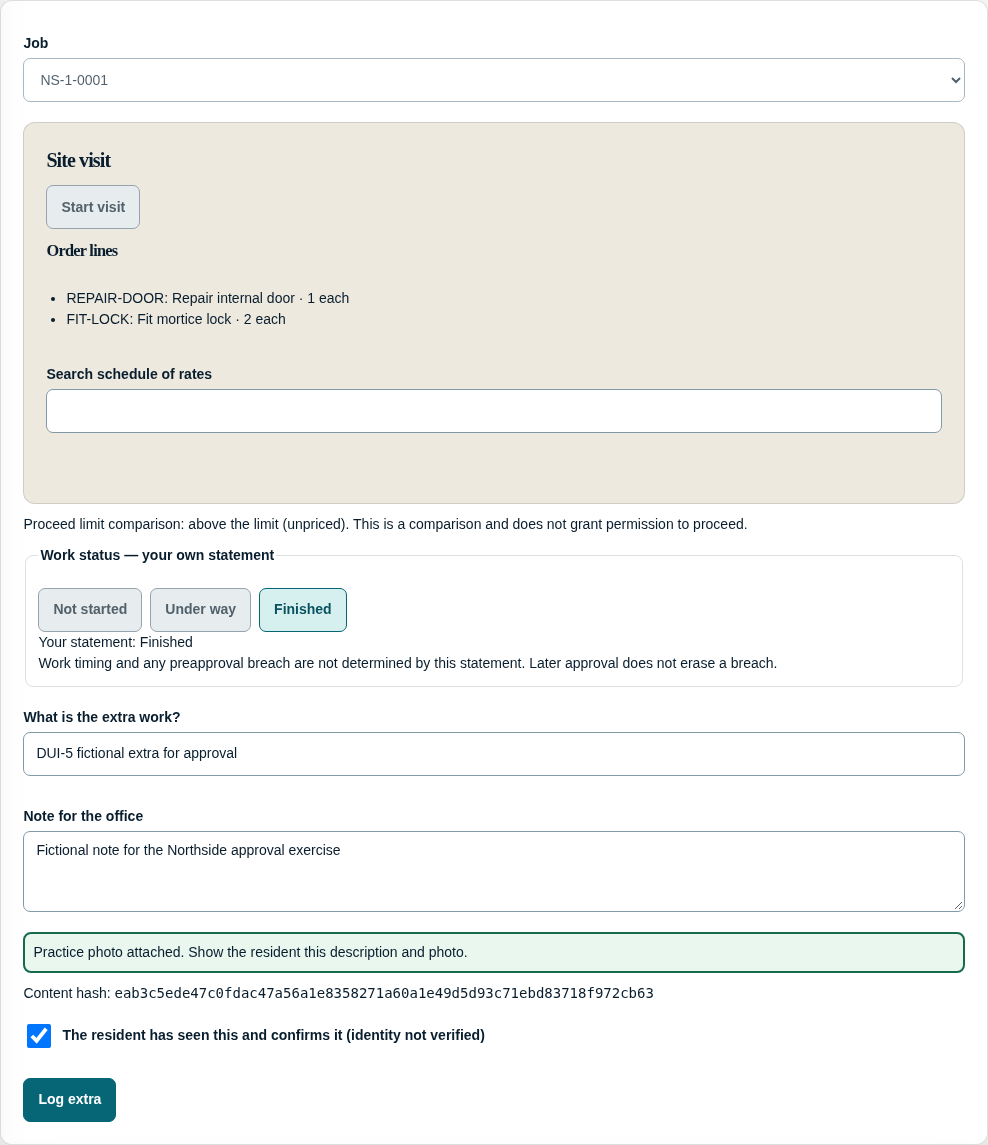 Job
NS-1-0001
Site visit
Start visit
Order lines
• REPAIR-DOOR: Repair internal door · 1 each
• FIT-LOCK: Fit mortice lock · 2 each
Search schedule of rates
Proceed limit comparison: above the limit (unpriced). This is a comparison and does not grant permission to proceed.
Work status — your own statement
Not started Under way Finished
Your statement: Finished
Work timing and any preapproval breach are not determined by this statement. Later approval does not erase a breach.
What is the extra work?
DUI-5 fictional extra for approval
Note for the office
Fictional note for the Northside approval exercise
Practice photo attached. Show the resident this description and photo.
Content hash: eab3c5ede47c0fdac47a56a1e8358271a60a1e49d5d93c71ebd83718f972cb63
The resident has seen this and confirms it (identity not verified)
Log extra